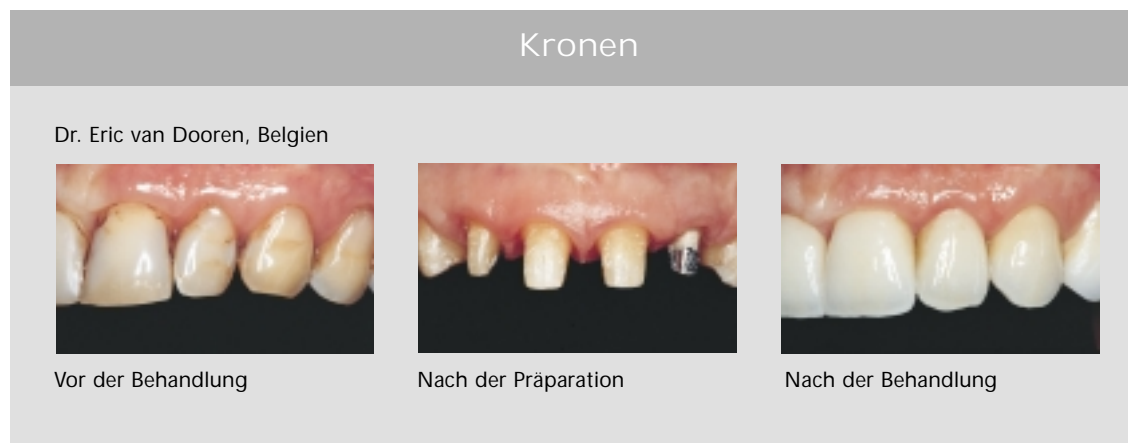 Kronen
Dr. Eric van Dooren, Belgien
Vor der Behandlung
Nach der Präparation
Nach der Behandlung